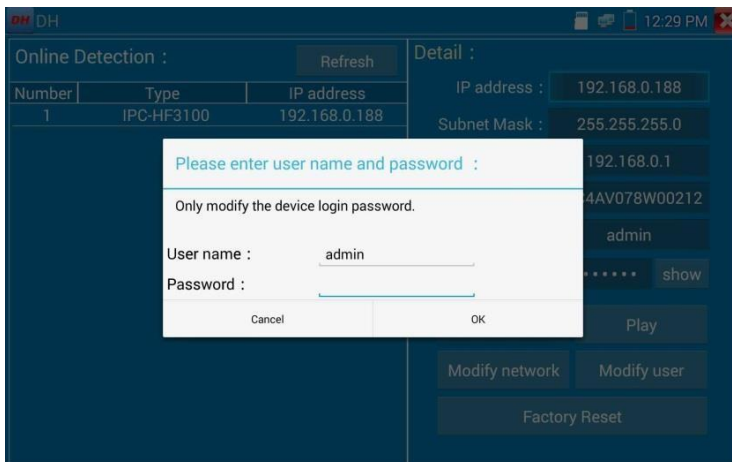 DH DH
12:29 PM
Online Detection :
Refresh
Number Type IP address
1 IPC-HF3100 192.168.0.188
Detail :
IP address : 192.168.0.188
Subnet Mask : 255.255.255.0
192.168.0.1
4AV078W00212
admin
•••••• show
Play
Modify network Modify user
Factory Reset
Please enter user name and password :
Only modify the device login password.
User name : admin
Password :
Cancel OK